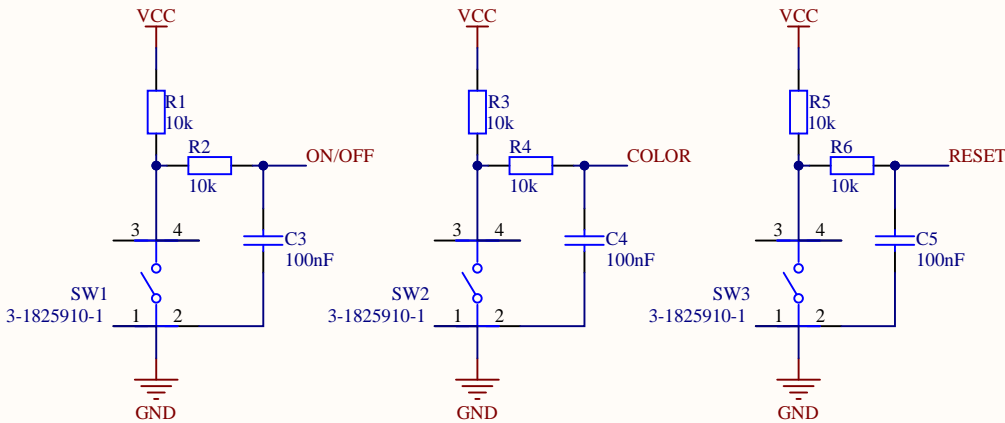 VCC
VCC
VCC
R1
10k
R3
10k
R5
10k
R2
10k
ON/OFF
R4
10k
COLOR
R6
10k
RESET
3 4
3 4
3 4
C3
100nF
C4
100nF
C5
100nF
SW1
3-1825910-1
1 2
SW2
3-1825910-1
1 2
SW3
3-1825910-1
1 2
GND
GND
GND